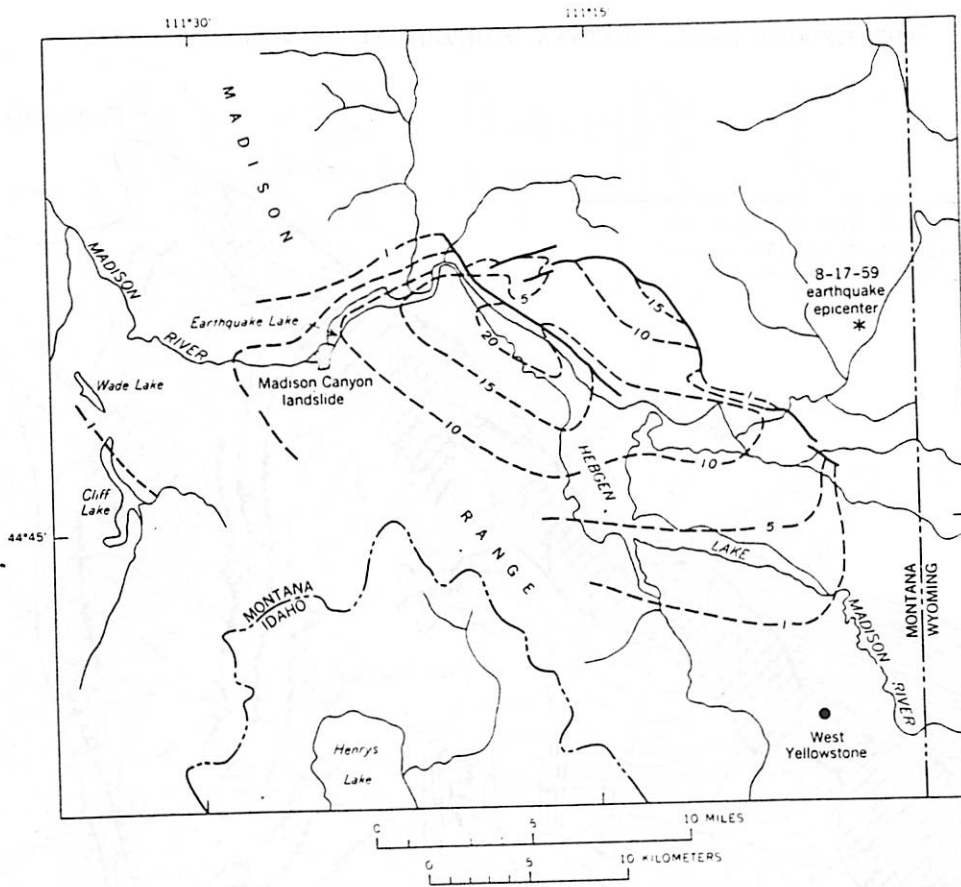 111°30'
111°15'
MADISON
MADISON
RIVER
1
Earthquake Lake
5
15
10
20
8-17-59
earthquake
epicenter
Madison Canyon
landslide
Wade Lake
15
1
1
10
10
HEBGEN
Cliff
Lake
44°45'
5
LAKE
RANGE
MONTANA
IDAHO
MONTANA
WYOMING
1
MADISON
RIVER
West
Yellowstone
Henrys
Lake
0 5 10 MILES
0 5 10 KILOMETERS